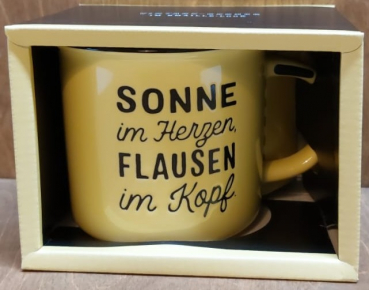 SONNE
im Herzen,
FLAUSEN
im Kopf